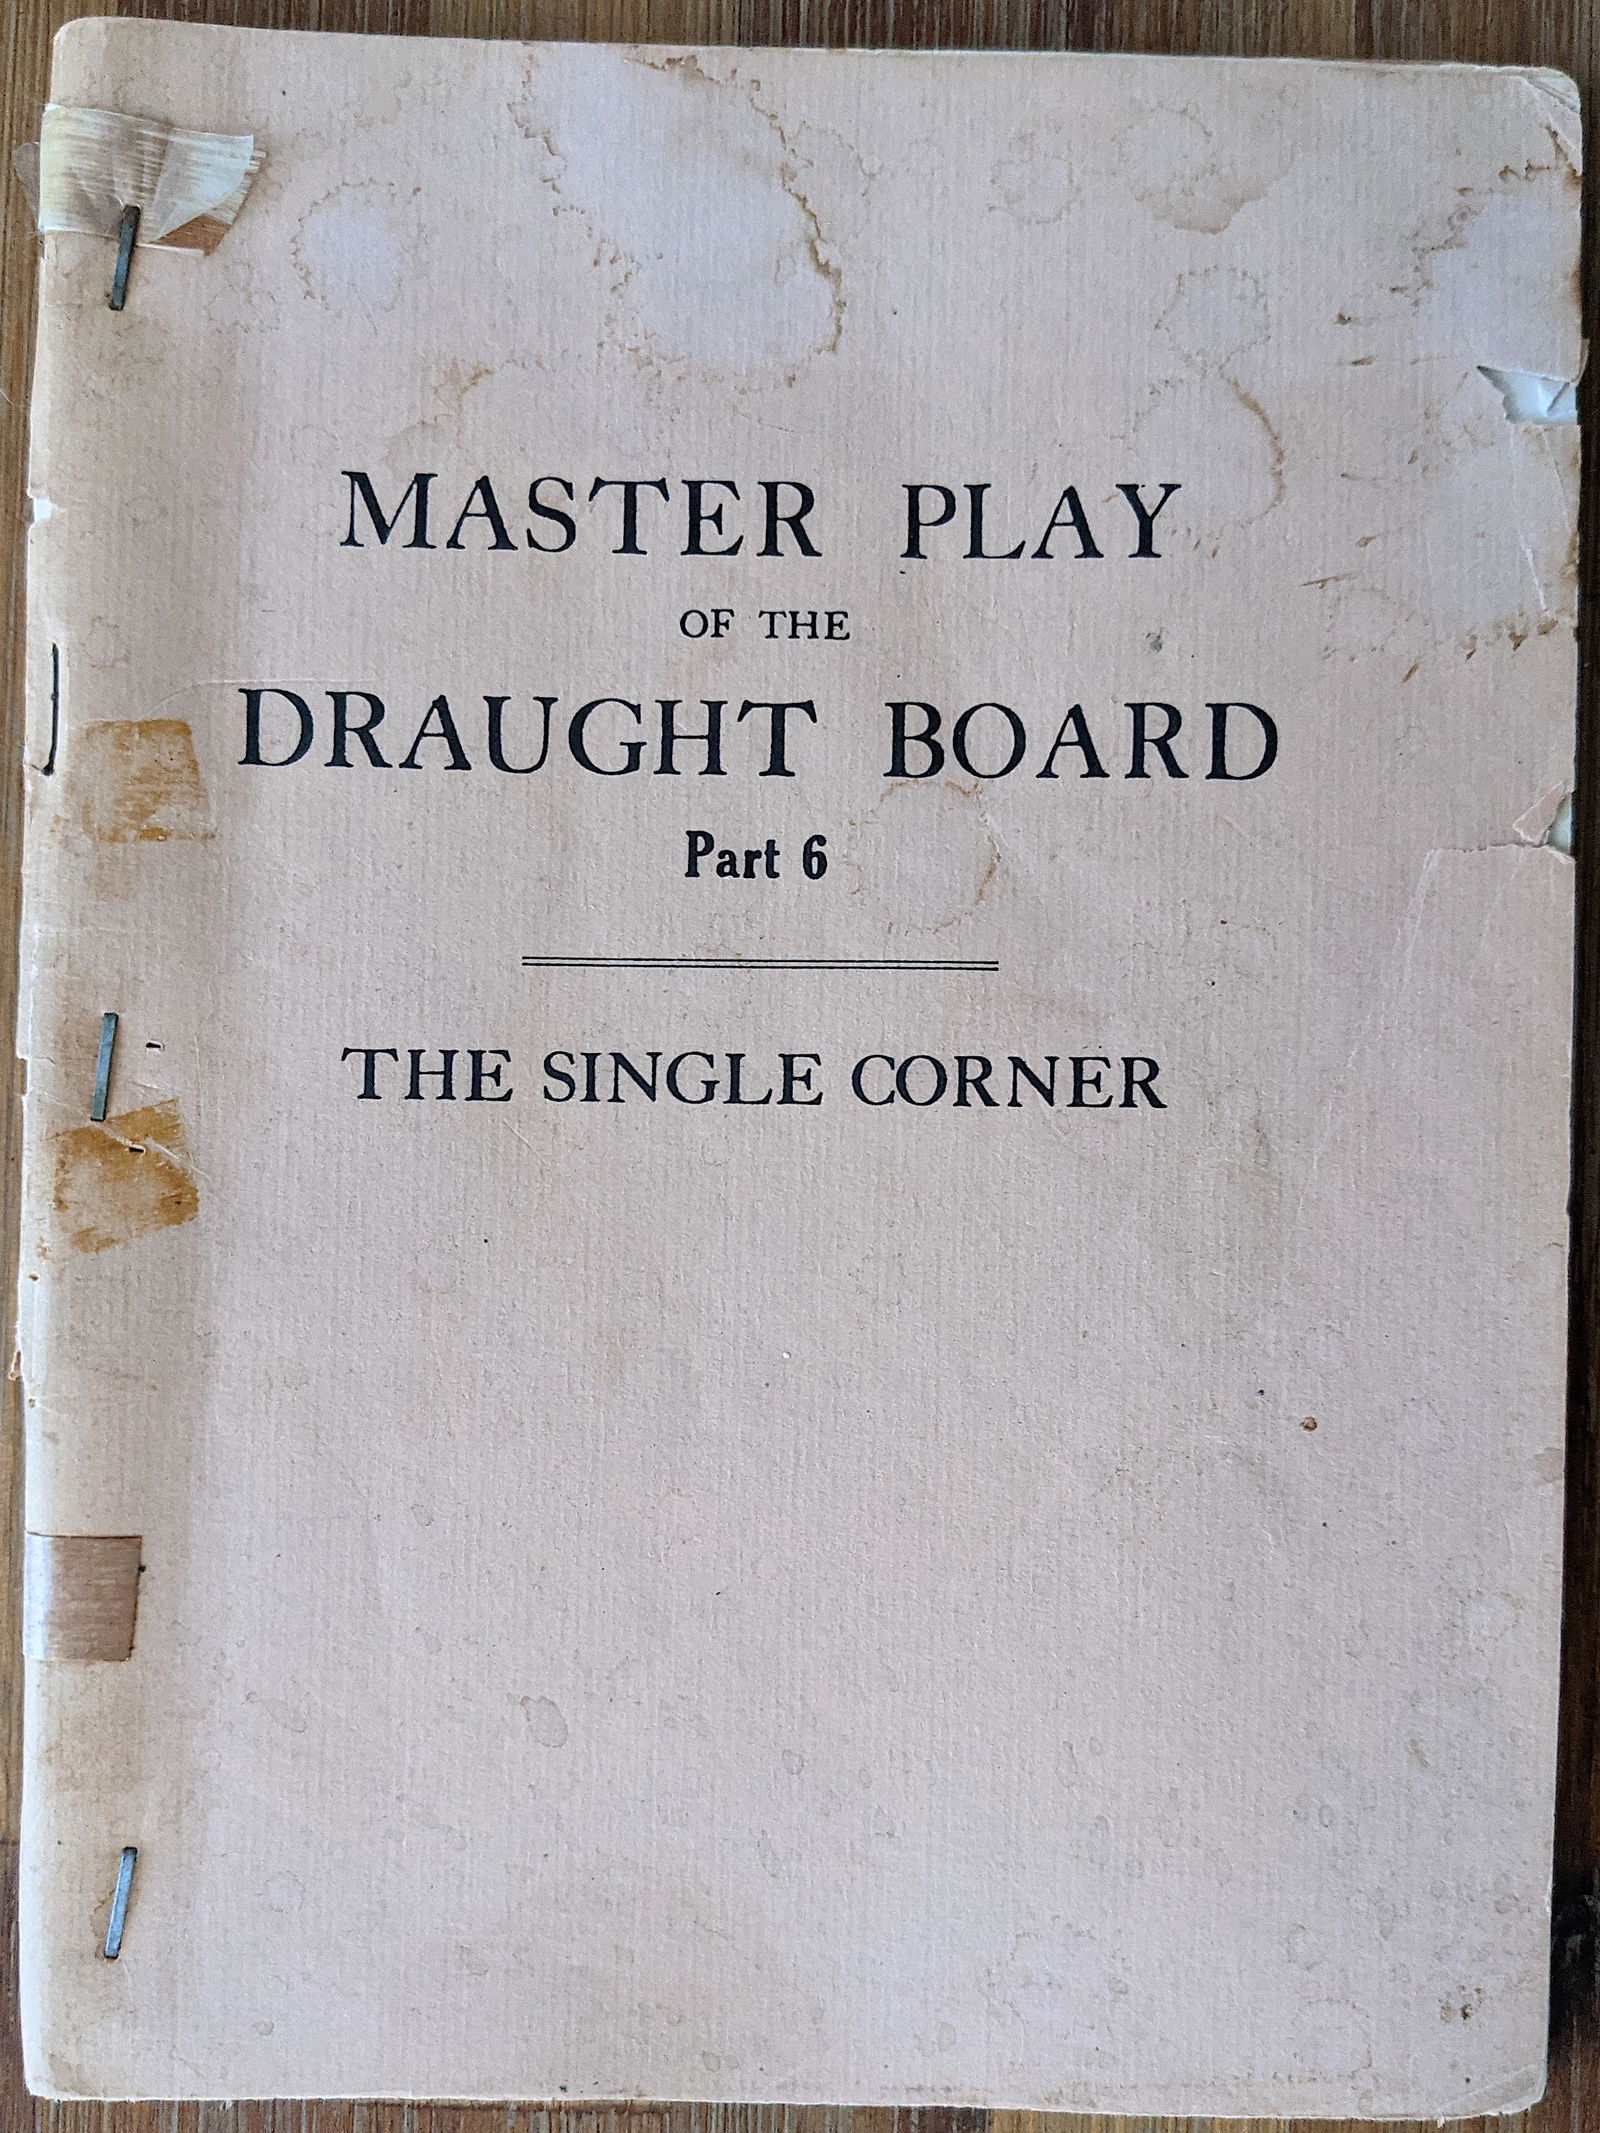 MASTER PLAY
OF THE
DRAUGHT BOARD
Part 6
THE SINGLE CORNER